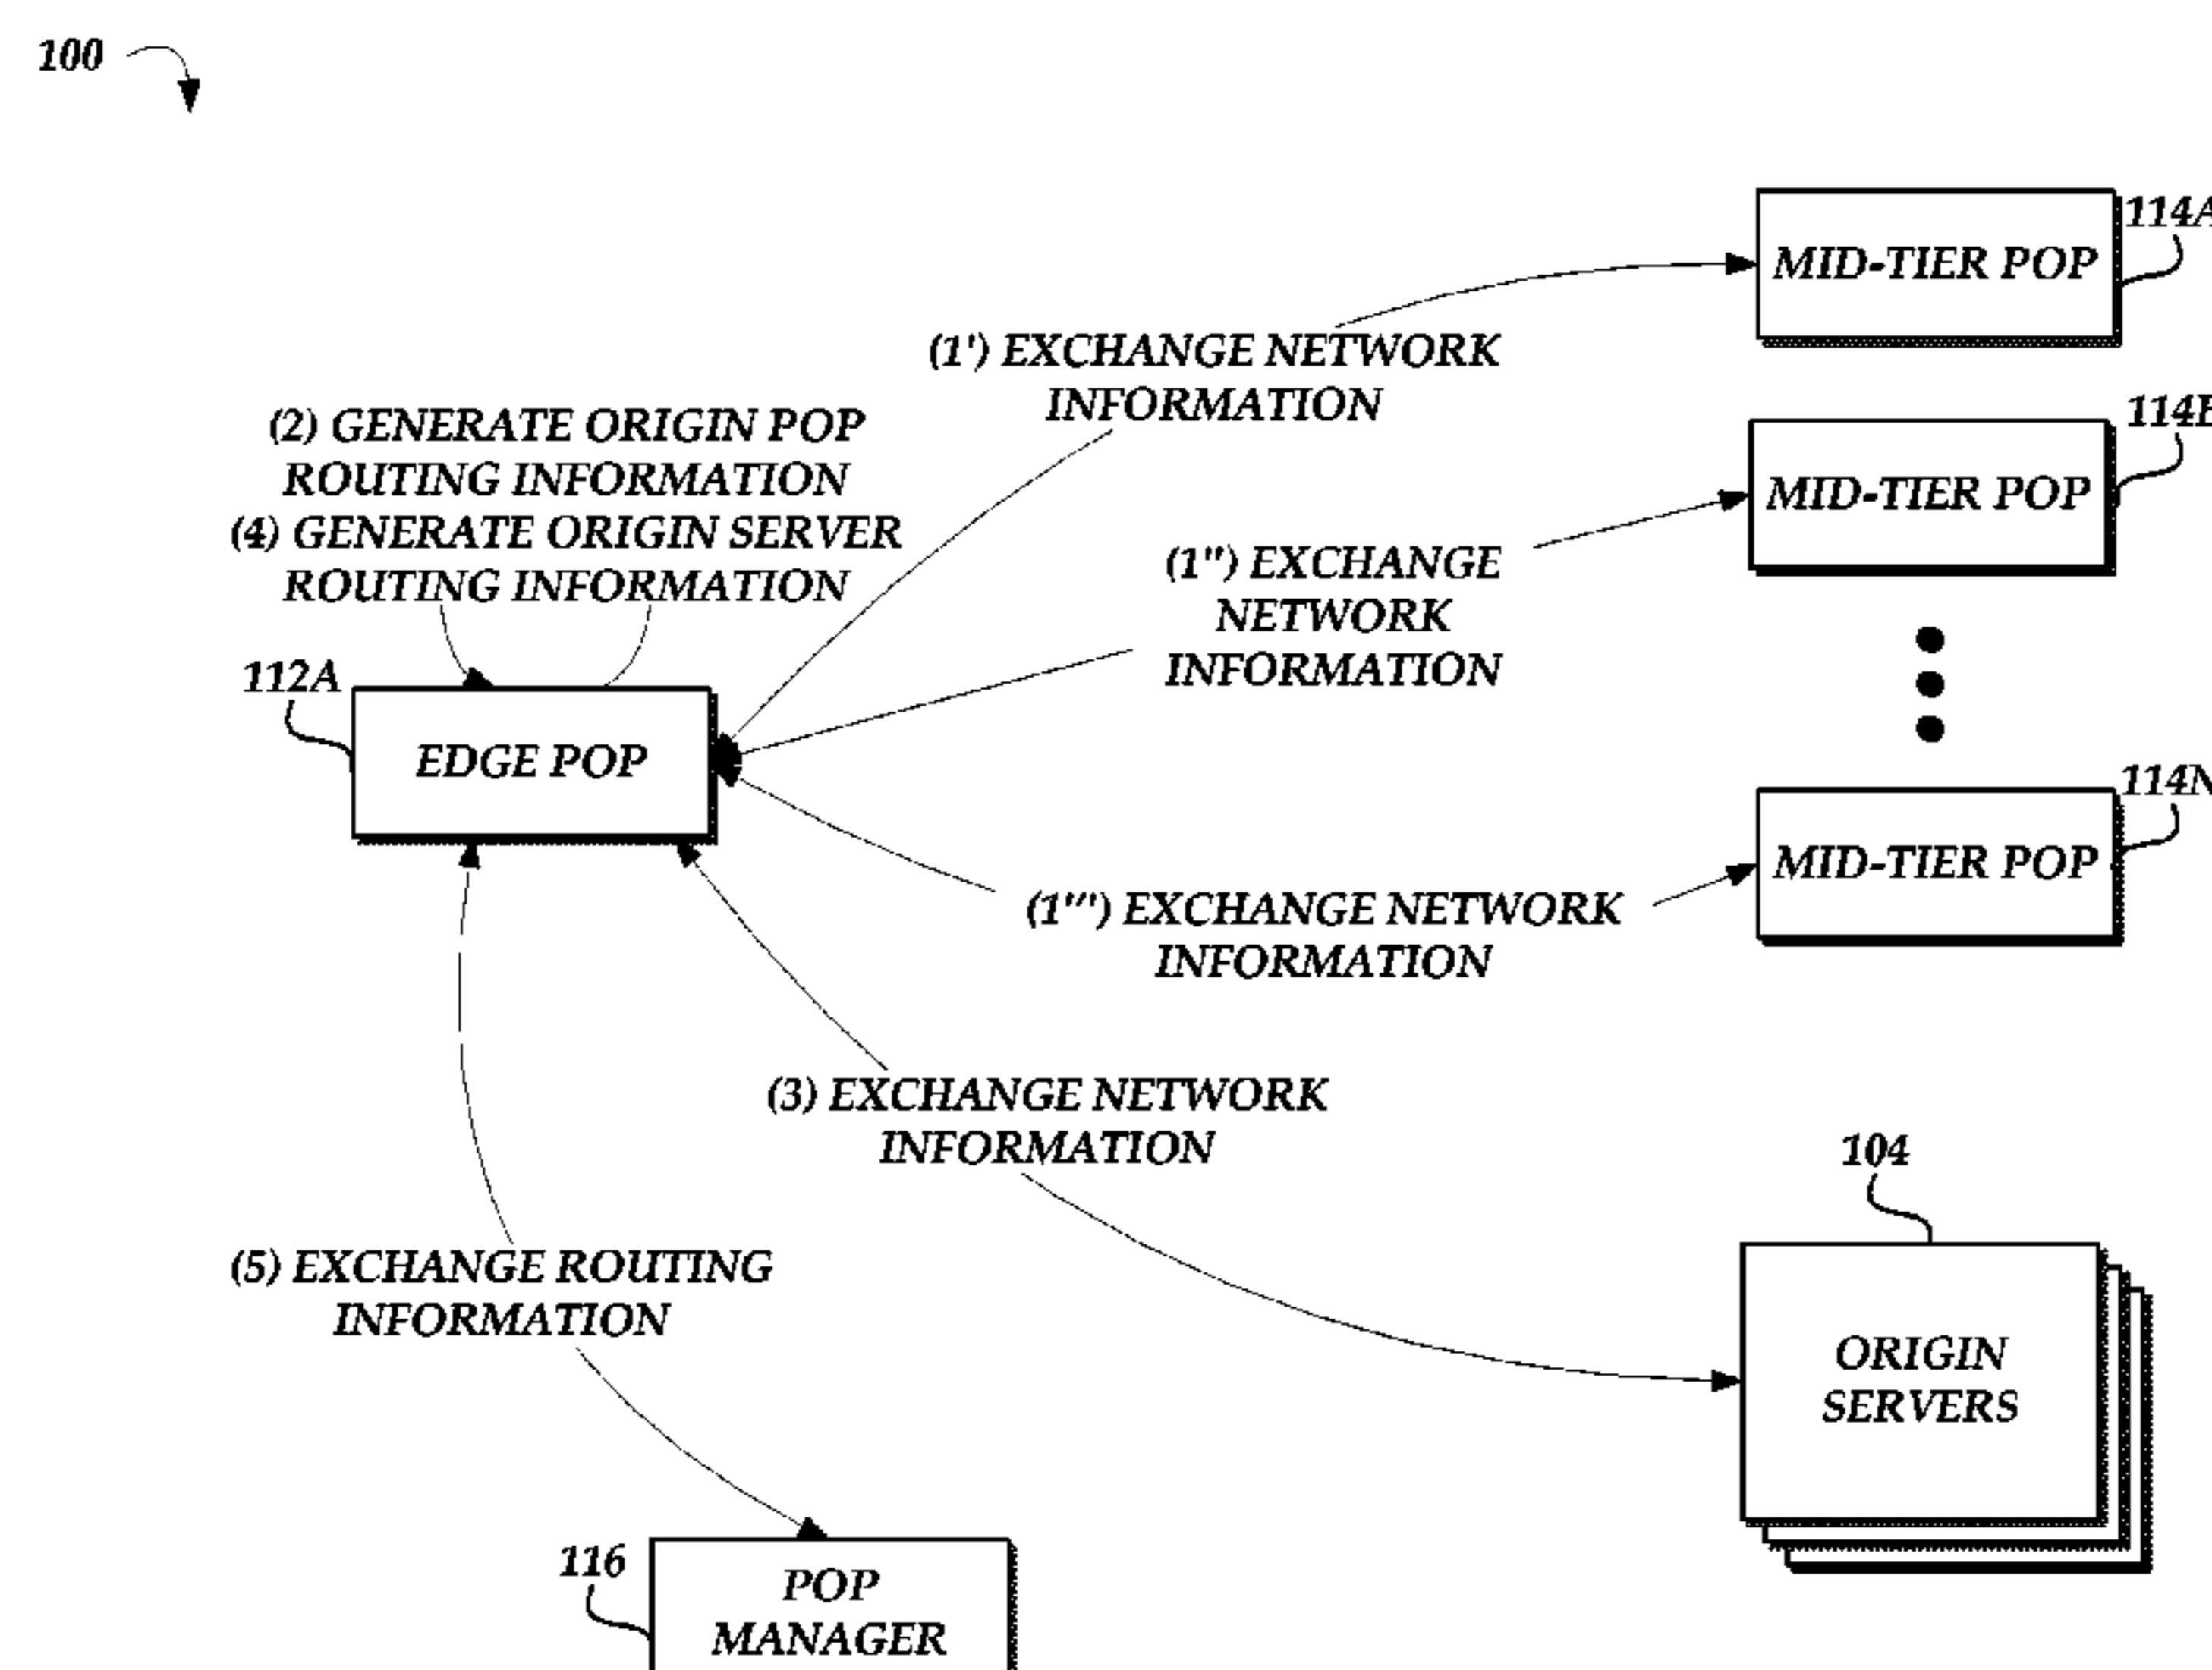 100
114A
MID-TIER POP
(1') EXCHANGE NETWORK
INFORMATION
114B
MID-TIER POP
(2) GENERATE ORIGIN POP
ROUTING INFORMATION
(4) GENERATE ORIGIN SERVER
ROUTING INFORMATION
(1'') EXCHANGE
NETWORK
INFORMATION
112A
EDGE POP
114N
MID-TIER POP
(1''') EXCHANGE NETWORK
INFORMATION
(3) EXCHANGE NETWORK
INFORMATION
104
ORIGIN
SERVERS
(5) EXCHANGE ROUTING
INFORMATION
116
POP
MANAGER